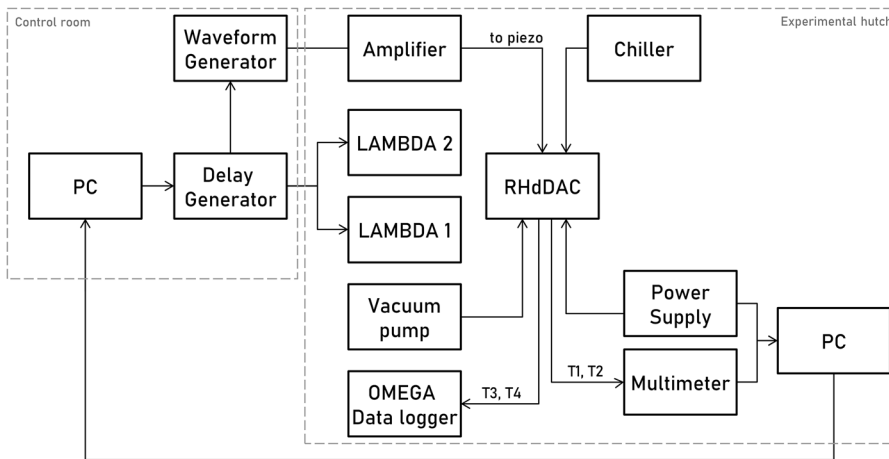 Control room
Experimental hutch
Waveform
Generator
Amplifier
to piezo
Chiller
LAMBDA 2
PC
Delay
Generator
RHdDAC
LAMBDA 1
Vacuum
pump
Power
Supply
PC
T1, T2
Multimeter
OMEGA
Data logger
T3, T4